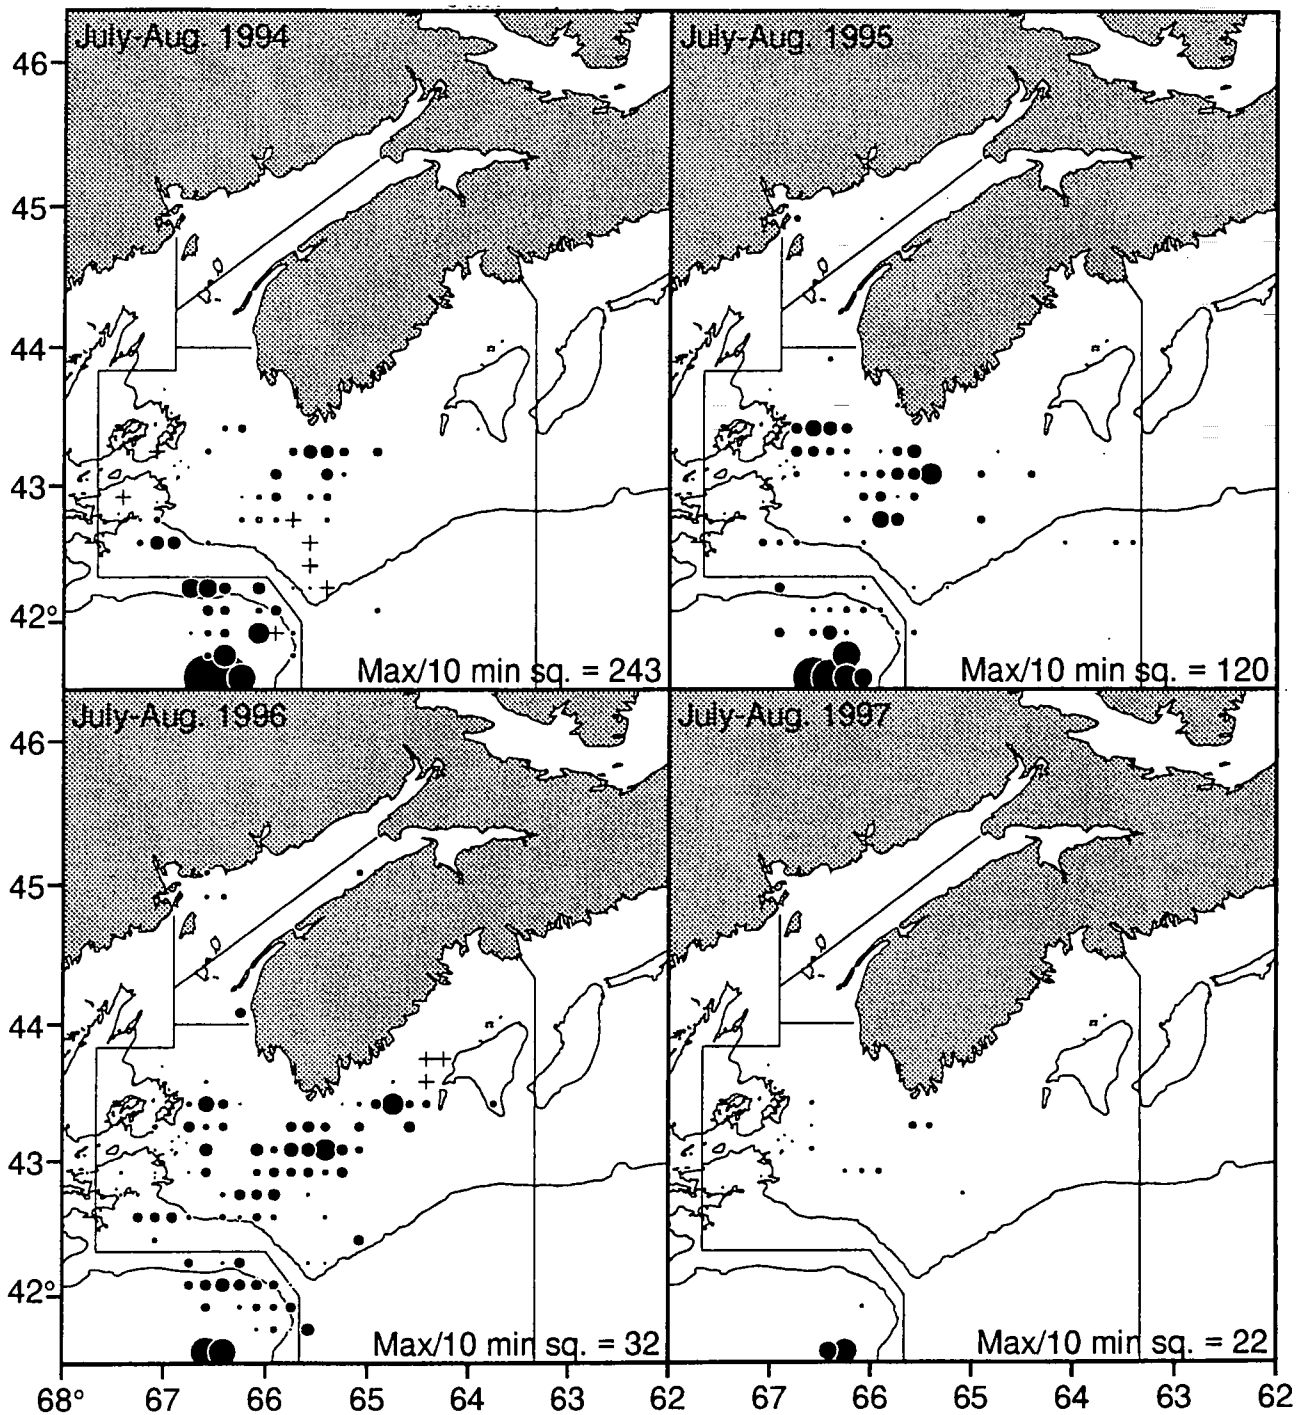 July-Aug. 1994
July-Aug. 1995
46
45
44
43
42°
Max/10 min sq. = 243
Max/10 min sq. = 120
July-Aug. 1996
July-Aug. 1997
46
45
44
43
42°
Max/10 min sq. = 32
Max/10 min sq. = 22
68° 67 66 65 64 63 62
67 66 65 64 63 62